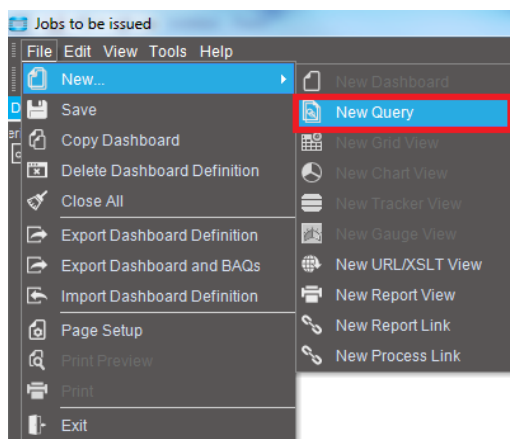 Jobs to be issued
File Edit View Tools Help
New...
Save
Copy Dashboard
Delete Dashboard Definition
Close All
Export Dashboard Definition
Export Dashboard and BAQs
Import Dashboard Definition
Page Setup
Print Preview
Print
Exit
New Dashboard
New Query
New Grid View
New Chart View
New Tracker View
New Gauge View
New URL/XSLT View
New Report View
New Report Link
New Process Link